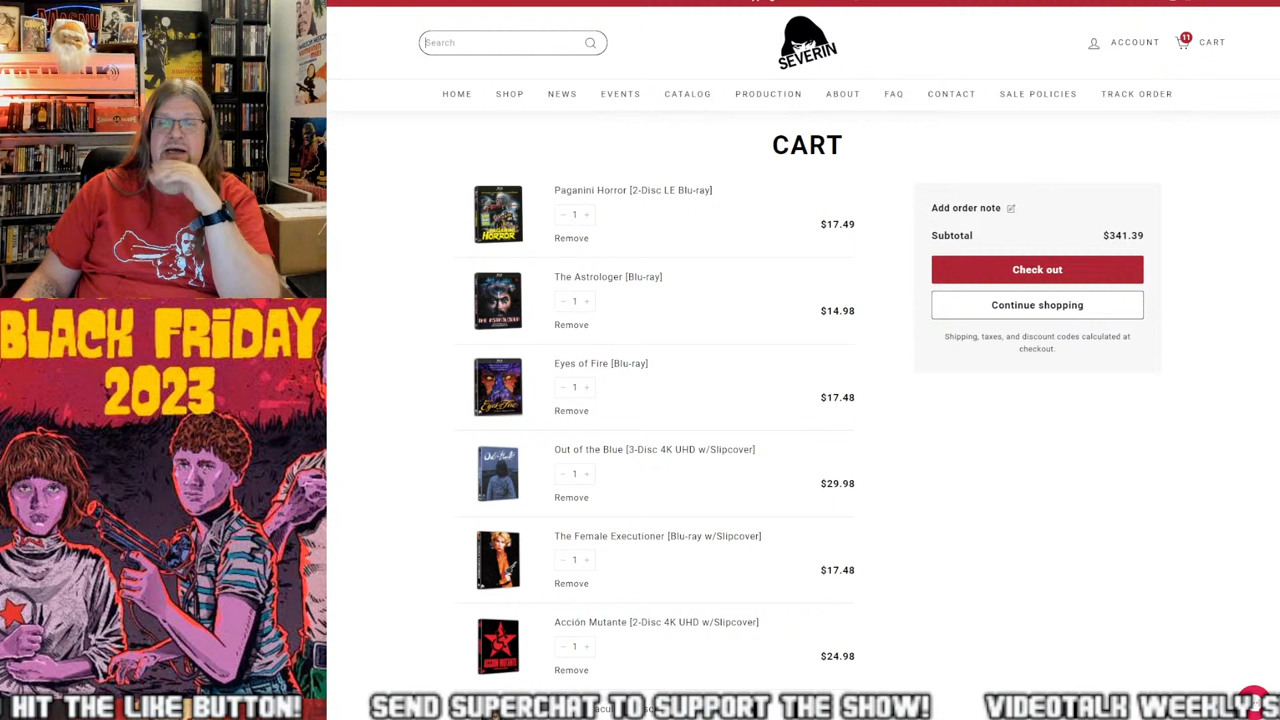 Search
SEVERIN
ACCOUNT
11
CART
HOME
SHOP
NEWS
EVENTS
CATALOG
PRODUCTION
ABOUT
FAQ
CONTACT
SALE POLICIES
TRACK ORDER
CART
Paganini Horror [2-Disc LE Blu-ray]
− 1 +
Remove
$17.49
The Astrologer [Blu-ray]
− 1 +
Remove
$14.98
Eyes of Fire [Blu-ray]
− 1 +
Remove
$17.48
Out of the Blue [3-Disc 4K UHD w/Slipcover]
− 1 +
Remove
$29.98
The Female Executioner [Blu-ray w/Slipcover]
− 1 +
Remove
$17.48
Acción Mutante [2-Disc 4K UHD w/Slipcover]
− 1 +
Remove
$24.98
Add order note
Subtotal
$341.39
Check out
Continue shopping
Shipping, taxes, and discount codes calculated at
checkout.
BLACK FRIDAY
2023
HIT THE LIKE BUTTON! SEND SUPERCHAT TO SUPPORT THE SHOW! VIDEOTALK WEEKLY'S